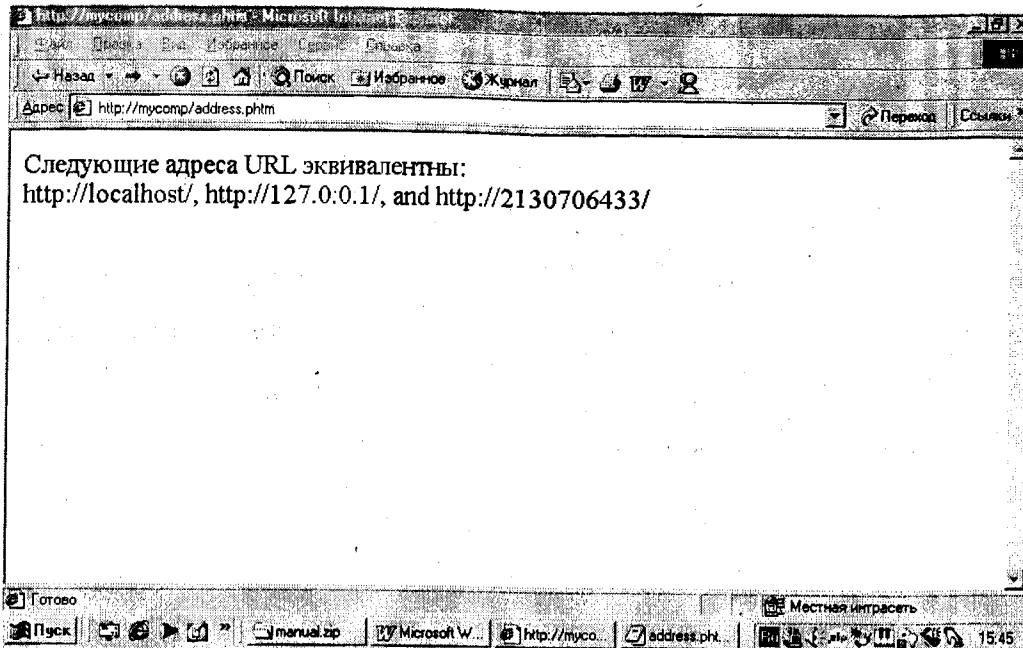 http://mycomp/address.phtm - Microsoft Internet
Файл Правка Вид Избранное Сервис Справка
Назад Поиск Избранное Журнал
Адрес http://mycomp/address.phtm Переход Ссылки
Следующие адреса URL эквивалентны:
http://localhost/, http://127.0.0.1/, and http://2130706433/
Готово Местная интрасеть
Пуск manual.zip Microsoft W... http://myco... address.pht... 15:45